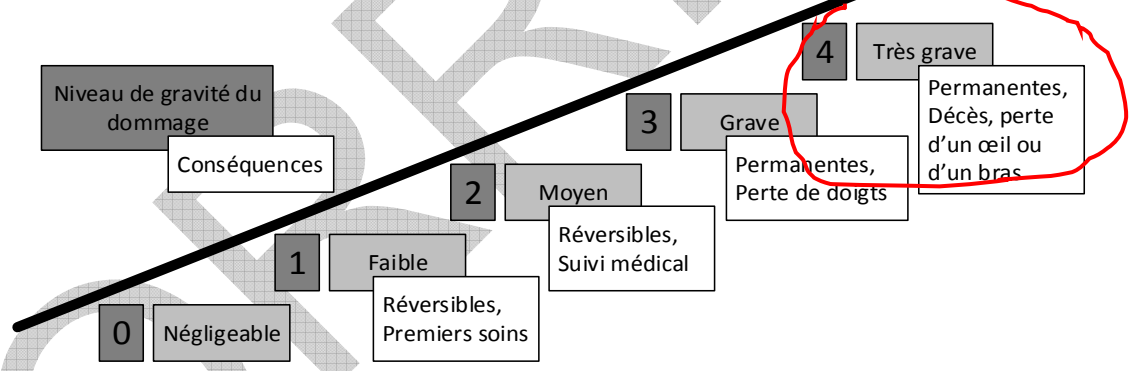 Niveau de gravité du
dommage
Conséquences
4
Très grave
Permanentes,
Décès, perte
d'un œil ou
d'un bras
3
Grave
Permanentes,
Perte de doigts
2
Moyen
Réversibles,
Suivi médical
1
Faible
Réversibles,
Premiers soins
0
Négligeable